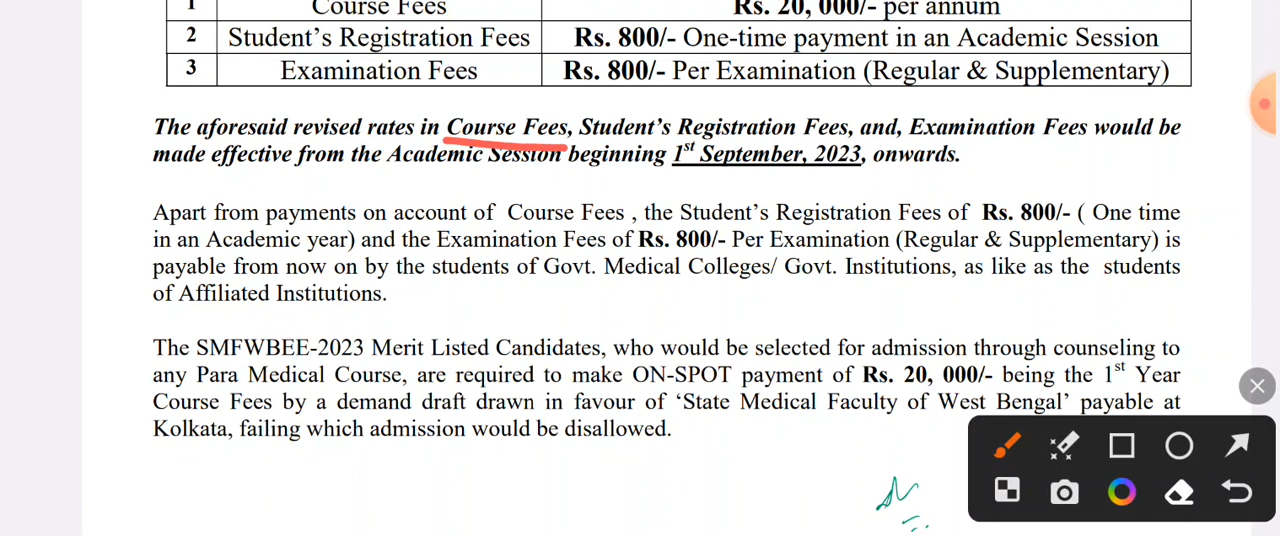 1 Course Fees Rs. 20, 000/- per annum
2 Student's Registration Fees Rs. 800/- One-time payment in an Academic Session
3 Examination Fees Rs. 800/- Per Examination (Regular & Supplementary)
The aforesaid revised rates in Course Fees, Student's Registration Fees, and, Examination Fees would be
made effective from the Academic Session beginning 1st September, 2023, onwards.
Apart from payments on account of Course Fees , the Student's Registration Fees of Rs. 800/- ( One time
in an Academic year) and the Examination Fees of Rs. 800/- Per Examination (Regular & Supplementary) is
payable from now on by the students of Govt. Medical Colleges/ Govt. Institutions, as like as the students
of Affiliated Institutions.
The SMFWBEE-2023 Merit Listed Candidates, who would be selected for admission through counseling to
any Para Medical Course, are required to make ON-SPOT payment of Rs. 20, 000/- being the 1st Year
Course Fees by a demand draft drawn in favour of ‘State Medical Faculty of West Bengal’ payable at
Kolkata, failing which admission would be disallowed.